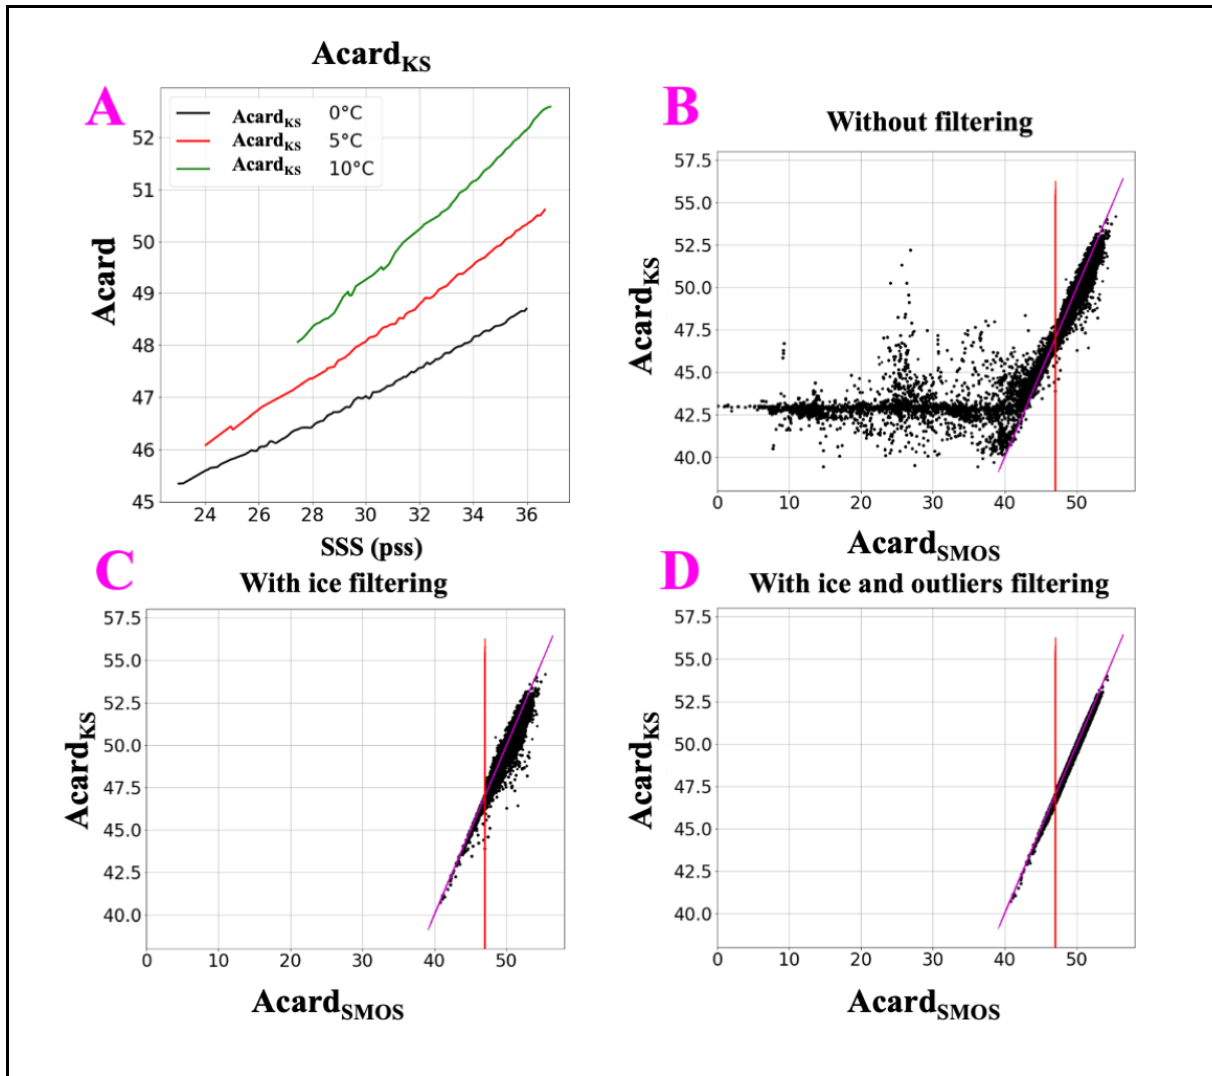 Acard_KS
A
Acard_KS 0°C
Acard_KS 5°C
Acard_KS 10°C
52
51
50
49
48
47
46
45
Acard
24 26 28 30 32 34 36
SSS (pss)
B
Without filtering
57.5
55.0
52.5
50.0
47.5
45.0
42.5
40.0
Acard_KS
0 10 20 30 40 50
Acard_SMOS
C
With ice filtering
57.5
55.0
52.5
50.0
47.5
45.0
42.5
40.0
Acard_KS
0 10 20 30 40 50
Acard_SMOS
D
With ice and outliers filtering
57.5
55.0
52.5
50.0
47.5
45.0
42.5
40.0
Acard_KS
0 10 20 30 40 50
Acard_SMOS